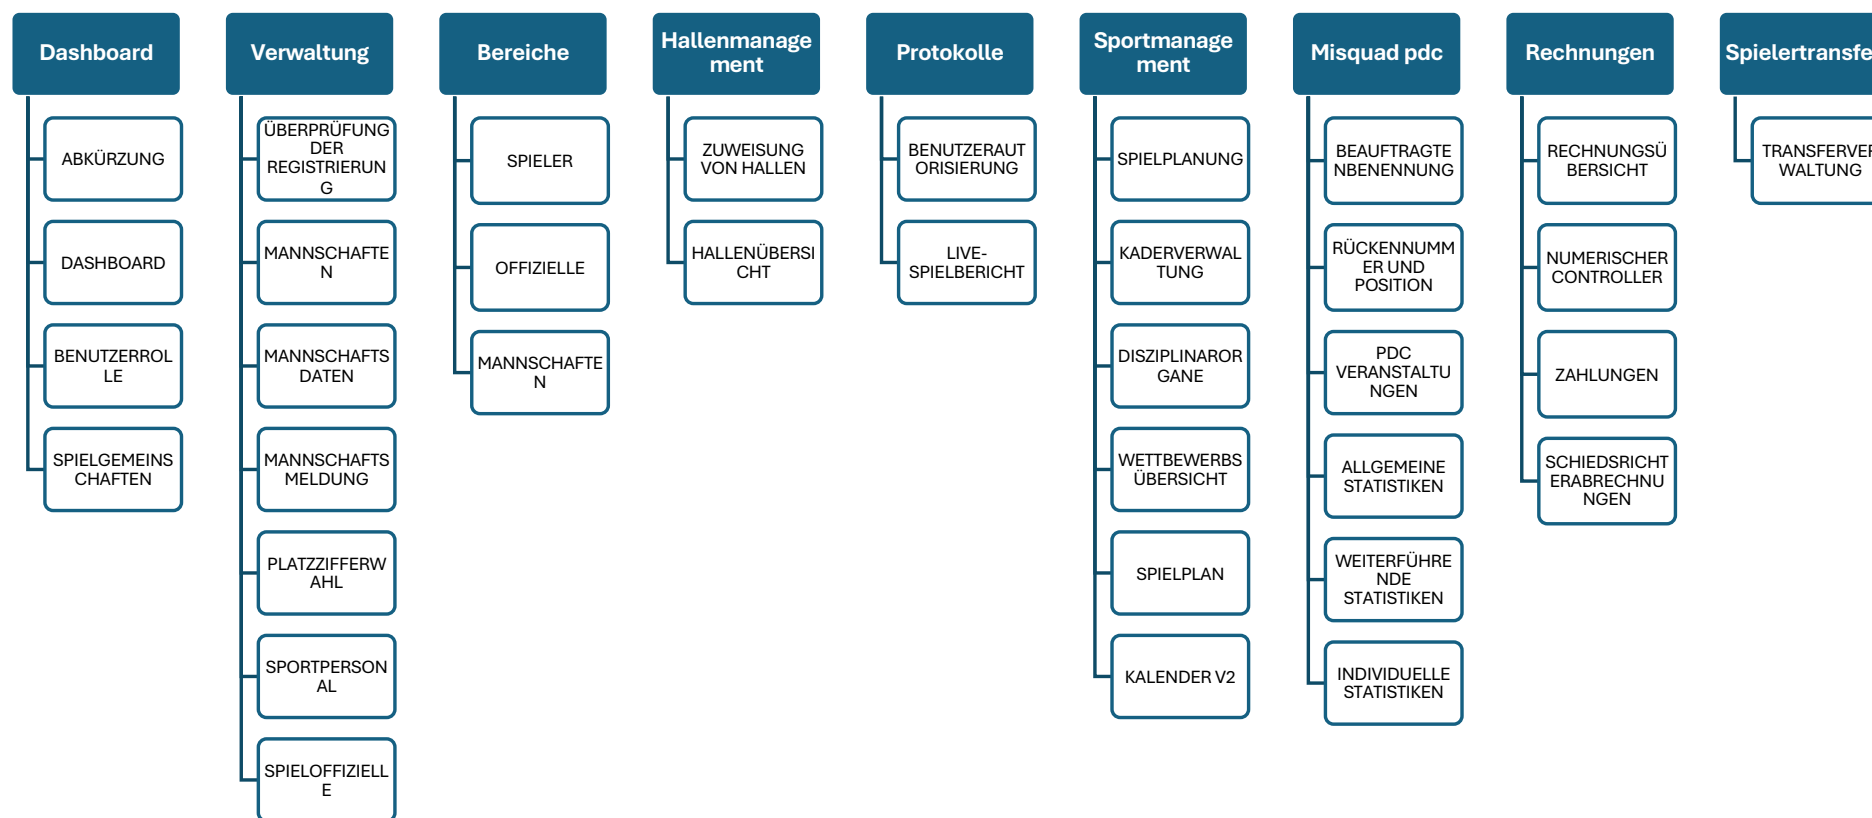 Dashboard
ABKÜRZUNG
DASHBOARD
BENUTZERROL
LE
SPIELGEMEINS
CHAFTEN
Verwaltung
ÜBERPRÜFUNG
DER
REGISTRIERUN
G
MANNSCHAFTE
N
MANNSCHAFTS
DATEN
MANNSCHAFTS
MELDUNG
PLATZZIFFERW
AHL
SPORTPERSON
AL
SPIELOFFIZIELL
E
Bereiche
SPIELER
OFFIZIELLE
MANNSCHAFTE
N
Hallenmanage
ment
ZUWEISUNG
VON HALLEN
HALLENÜBERSI
CHT
Protokolle
BENUTZERAUT
ORISIERUNG
LIVE-
SPIELBERICHT
Sportmanage
ment
SPIELPLANUNG
KADERVERWAL
TUNG
DISZIPLINAROR
GANE
WETTBEWERBS
ÜBERSICHT
SPIELPLAN
KALENDER V2
Misquad pdc
BEAUFTRAGTE
NBENENNUNG
RÜCKENNUMM
ER UND
POSITION
PDC
VERANSTALTU
NGEN
ALLGEMEINE
STATISTIKEN
WEITERFÜHRE
NDE
STATISTIKEN
INDIVIDUELLE
STATISTIKEN
Rechnungen
RECHNUNGSÜ
BERSICHT
NUMERISCHER
CONTROLLER
ZAHLUNGEN
SCHIEDSRICHT
ERABRECHNU
NGEN
Spielertransfe
TRANSFERVER
WALTUNG